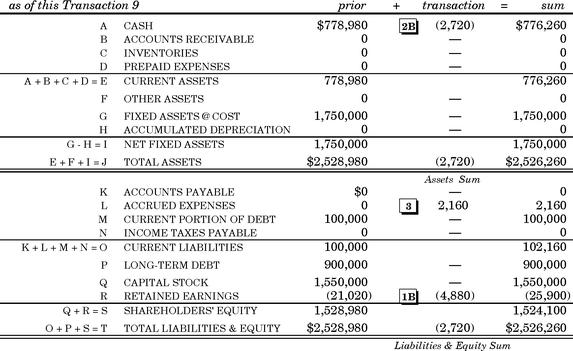 as of this Transaction 9 prior + transaction = sum
A CASH $778,980 2B (2,720) $776,260
B ACCOUNTS RECEIVABLE 0 — 0
C INVENTORIES 0 — 0
D PREPAID EXPENSES 0 — 0
A + B + C + D = E CURRENT ASSETS 778,980 776,260
F OTHER ASSETS 0 — 0
G FIXED ASSETS @ COST 1,750,000 — 1,750,000
H ACCUMULATED DEPRECIATION 0 — 0
G - H = I NET FIXED ASSETS 1,750,000 1,750,000
E + F + I = J TOTAL ASSETS $2,528,980 (2,720) $2,526,260
Assets Sum
K ACCOUNTS PAYABLE $0 — 0
L ACCRUED EXPENSES 0 3 2,160 2,160
M CURRENT PORTION OF DEBT 100,000 — 100,000
N INCOME TAXES PAYABLE 0 — 0
K + L + M + N = O CURRENT LIABILITIES 100,000 102,160
P LONG-TERM DEBT 900,000 — 900,000
Q CAPITAL STOCK 1,550,000 — 1,550,000
R RETAINED EARNINGS (21,020) 1B (4,880) (25,900)
Q + R = S SHAREHOLDERS' EQUITY 1,528,980 1,524,100
O + P + S = T TOTAL LIABILITIES & EQUITY $2,528,980 (2,720) $2,526,260
Liabilities & Equity Sum